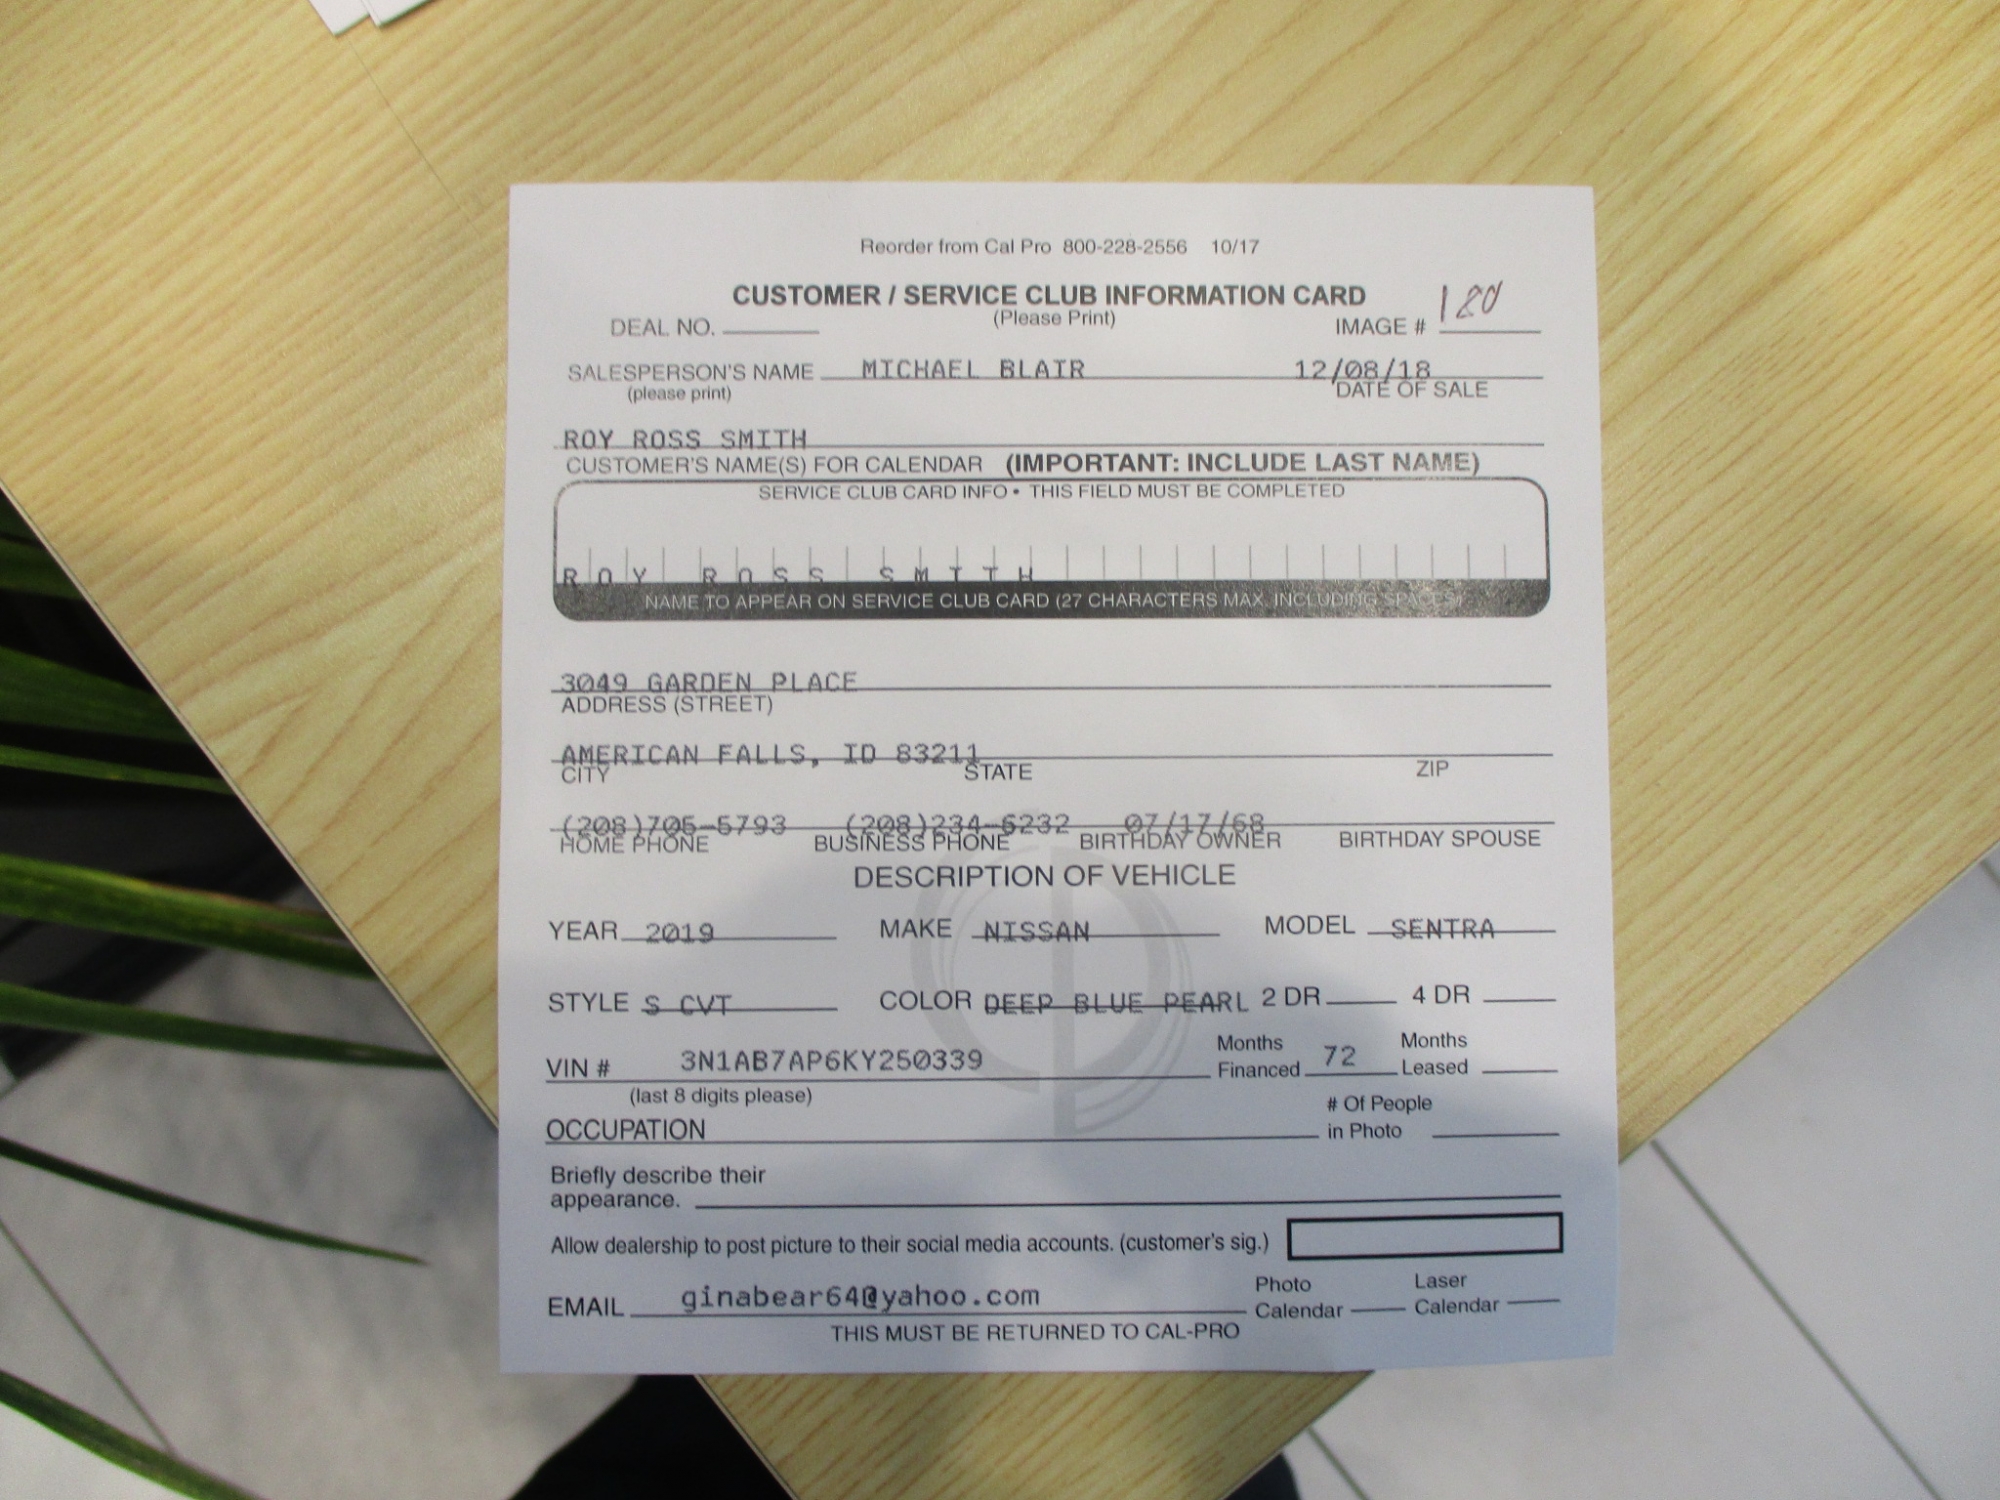 Reorder from Cal Pro 800-228-2556 10/17
CUSTOMER / SERVICE CLUB INFORMATION CARD
(Please Print)
DEAL NO. IMAGE # 180
SALESPERSON'S NAME MICHAEL BLAIR 12/08/18
(please print) DATE OF SALE
ROY ROSS SMITH
CUSTOMER'S NAME(S) FOR CALENDAR (IMPORTANT: INCLUDE LAST NAME)
SERVICE CLUB CARD INFO • THIS FIELD MUST BE COMPLETED
ROY ROSS SMITH
NAME TO APPEAR ON SERVICE CLUB CARD (27 CHARACTERS MAX. INCLUDING SPACES)
3049 GARDEN PLACE
ADDRESS (STREET)
AMERICAN FALLS, ID 83211
CITY STATE ZIP
(208)705-5793 (208)234-6232 07/17/68
HOME PHONE BUSINESS PHONE BIRTHDAY OWNER BIRTHDAY SPOUSE
DESCRIPTION OF VEHICLE
YEAR 2019 MAKE NISSAN MODEL SENTRA
STYLE S CVT COLOR DEEP BLUE PEARL 2 DR 4 DR
VIN # 3N1AB7AP6KY250339 Months Financed 72 Months Leased
(last 8 digits please)
OCCUPATION # Of People in Photo
Briefly describe their
appearance.
Allow dealership to post picture to their social media accounts. (customer's sig.)
EMAIL ginabear64@yahoo.com Photo Calendar Laser Calendar
THIS MUST BE RETURNED TO CAL-PRO